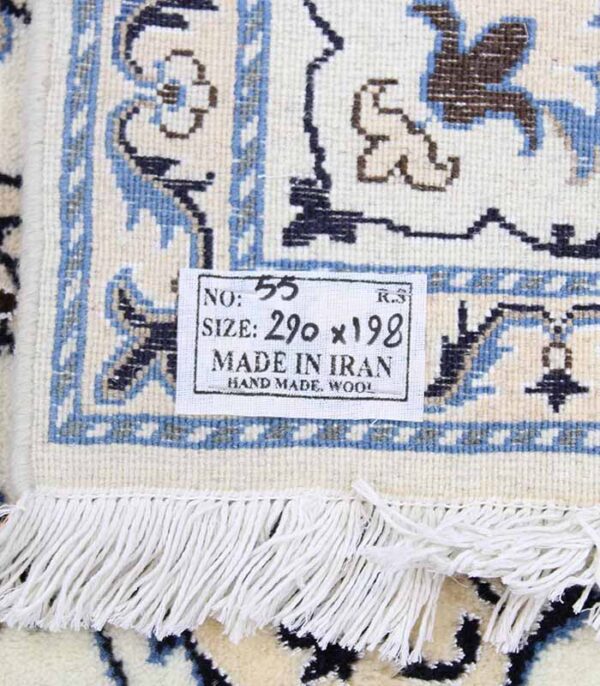 NO: 55 R.S
SIZE: 290 x 198
MADE IN IRAN
HAND MADE. WOOL